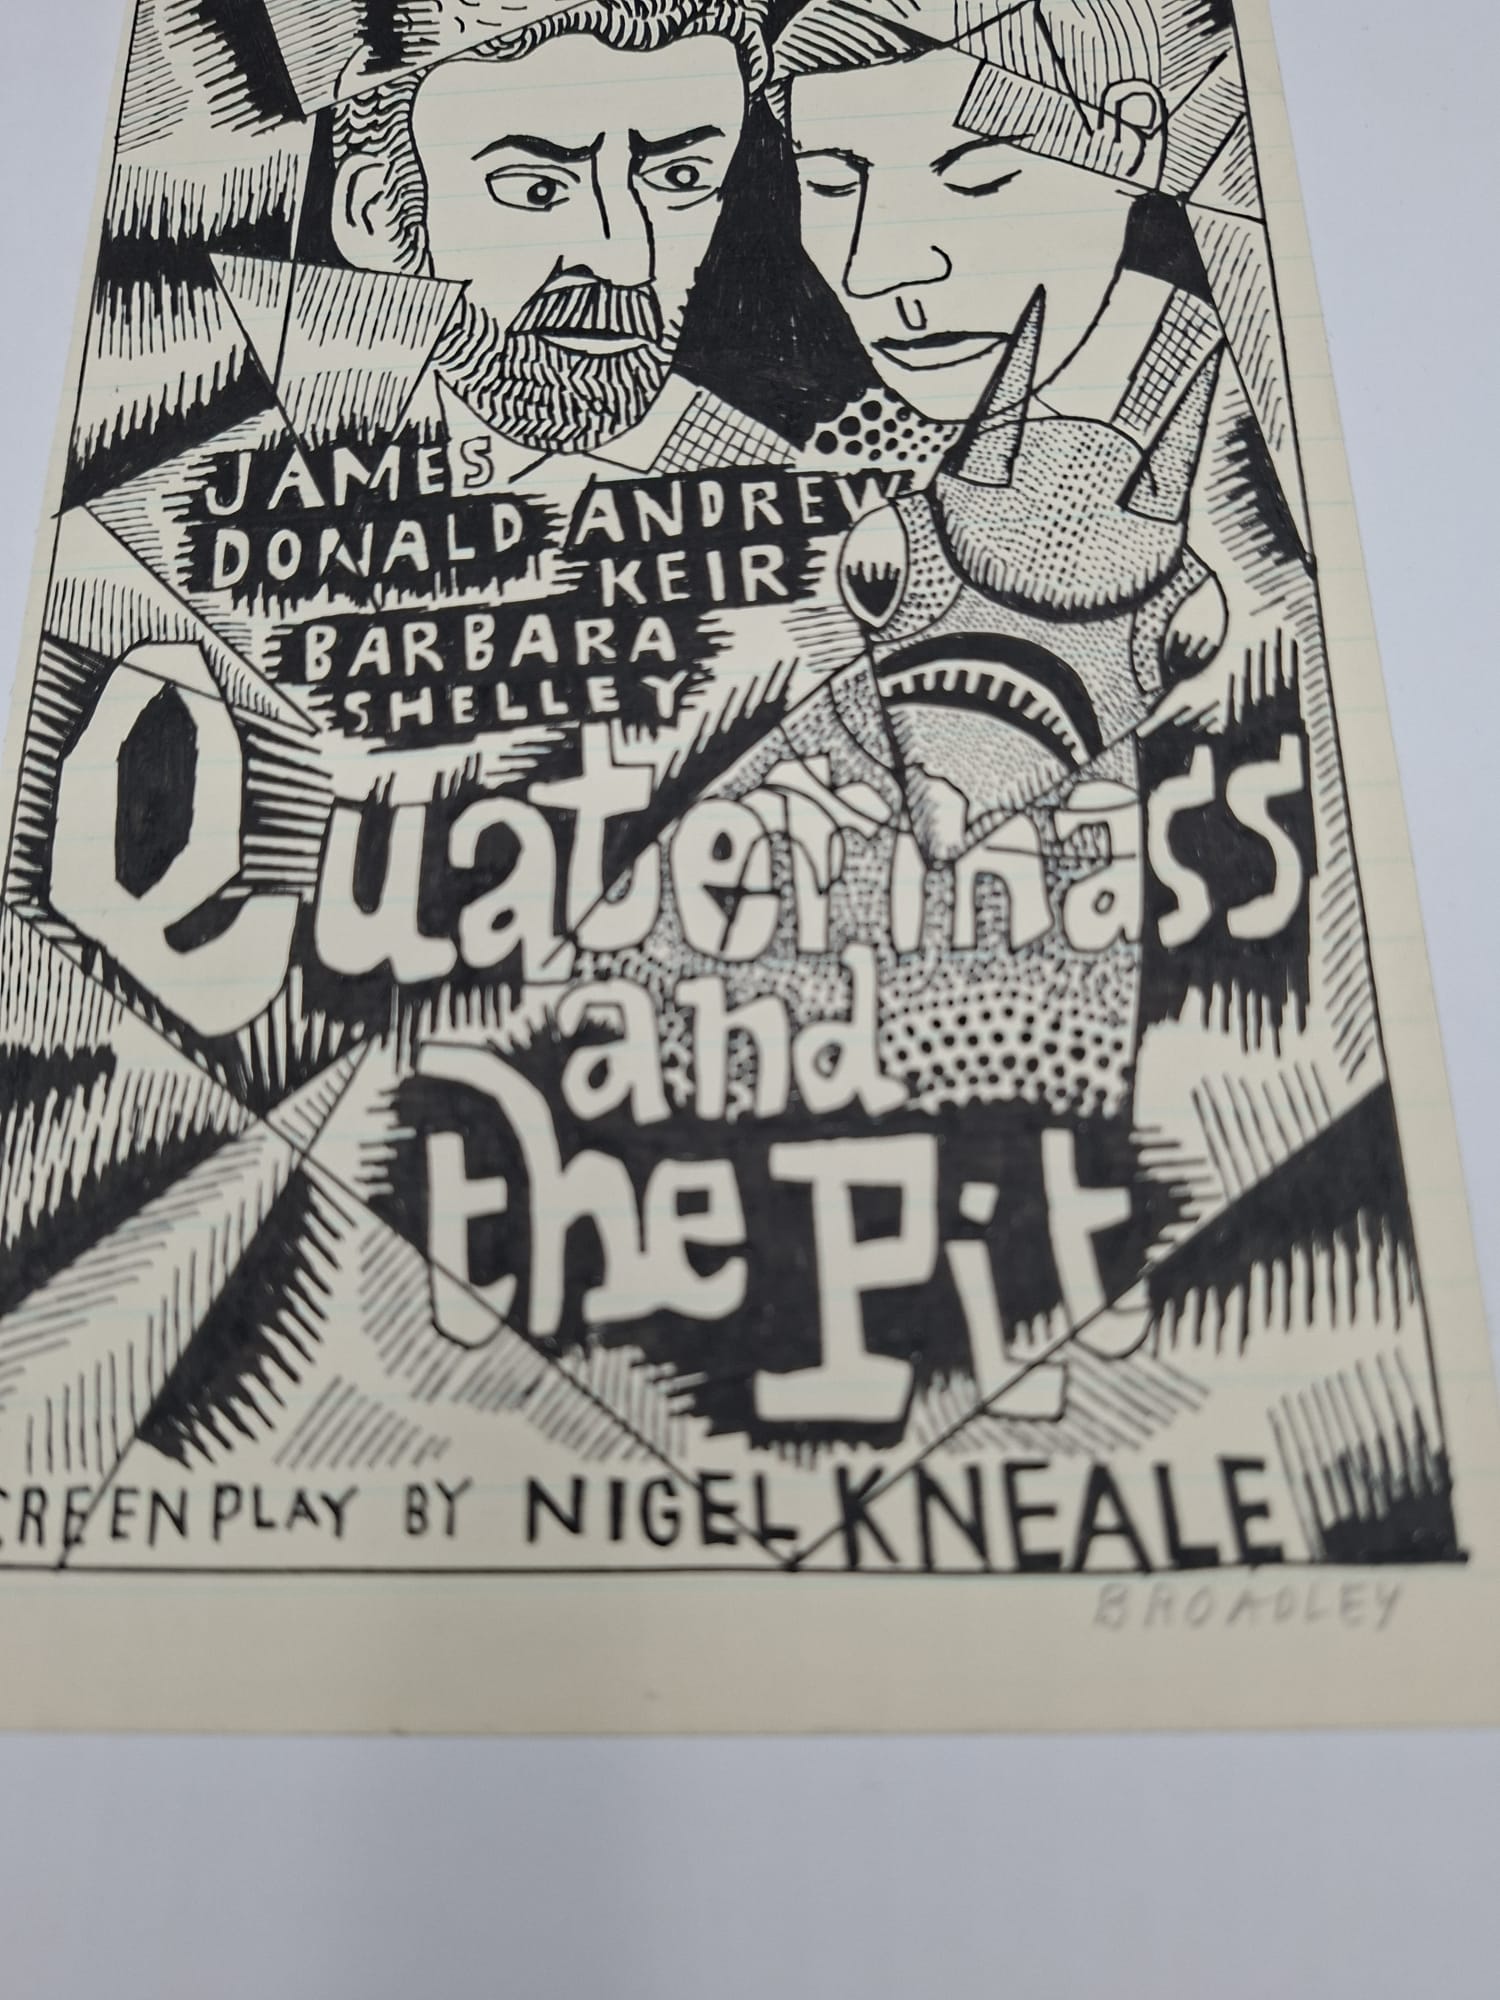 JAMES
DONALD ANDREW
KEIR
BARBARA
SHELLEY
Quatermass
and
the Pit
CREENPLAY BY NIGEL KNEALE
BROADLEY